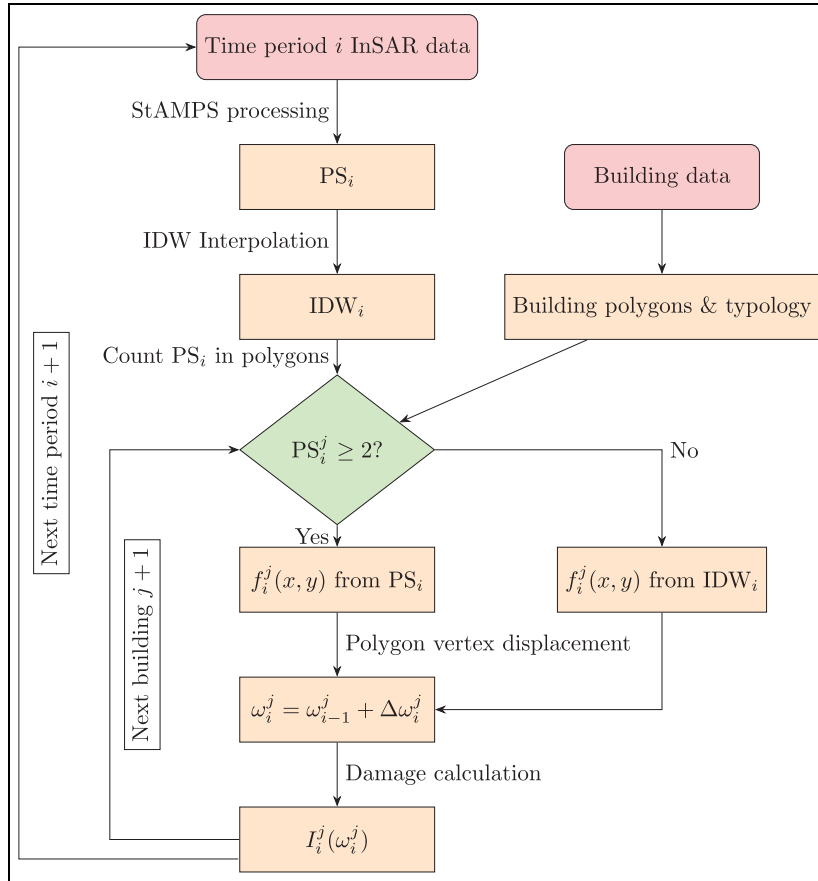 Time period i InSAR data
StAMPS processing
PS_i
Building data
IDW Interpolation
IDW_i
Building polygons & typology
Count PS_i in polygons
PS_i^j ≥ 2?
No
Yes
f_i^j(x, y) from PS_i
f_i^j(x, y) from IDW_i
Polygon vertex displacement
ω_i^j = ω_{i−1}^j + Δω_i^j
Damage calculation
I_i^j(ω_i^j)
Next building j + 1
Next time period i + 1